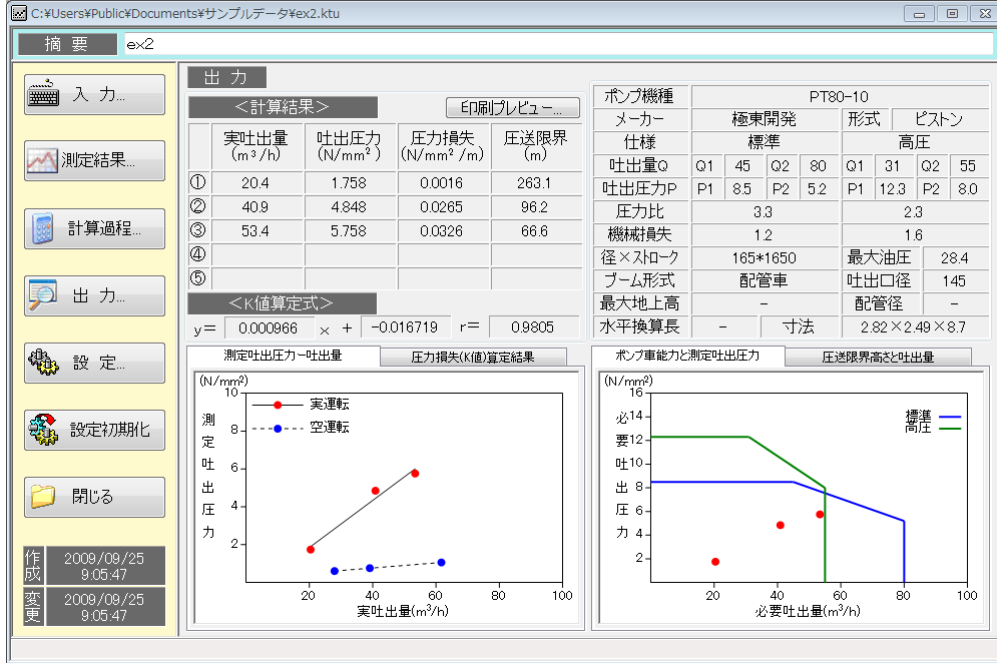 C:¥Users¥Public¥Documents¥サンプルデータ¥ex2.ktu
摘 要 ex2
入 力...
測定結果...
計算過程...
出 力...
設 定...
設定初期化
閉じる
作成 2009/09/25 9:05:47
変更 2009/09/25 9:05:47
出 力
<計算結果> E印刷プレビュー...
実吐出量 (m³/h) 吐出圧力 (N/mm²) 圧力損失 (N/mm²/m) 圧送限界 (m)
① 20.4 1.758 0.0016 263.1
② 40.9 4.848 0.0265 96.2
③ 53.4 5.758 0.0326 66.6
④
⑤
<K値算定式>
y= 0.000966 × + -0.016719 r= 0.9805
ポンプ機種 PT80-10
メーカー 極東開発 形式 ピストン
仕様 標準 高圧
吐出量Q Q1 45 Q2 80 Q1 31 Q2 55
吐出圧力P P1 8.5 P2 5.2 P1 12.3 P2 8.0
圧力比 3.3 2.3
機械損失 1.2 1.6
径×ストローク 165*1650 最大油圧 28.4
ブーム形式 配管車 吐出口径 145
最大地上高 - 配管径 -
水平換算長 - 寸法 2.82×2.49×8.7
測定吐出圧力ー吐出量 圧力損失(K値)算定結果
(N/mm²)
測定吐出圧力
10
8
6
4
2
実運転
空運転
20 40 60 80 100
実吐出量(m³/h)
ポンプ車能力と測定吐出圧力 圧送限界高さと吐出量
(N/mm²)
必要吐出圧力
16
14
12
10
8
6
4
2
標準
高圧
20 40 60 80 100
必要吐出量(m³/h)